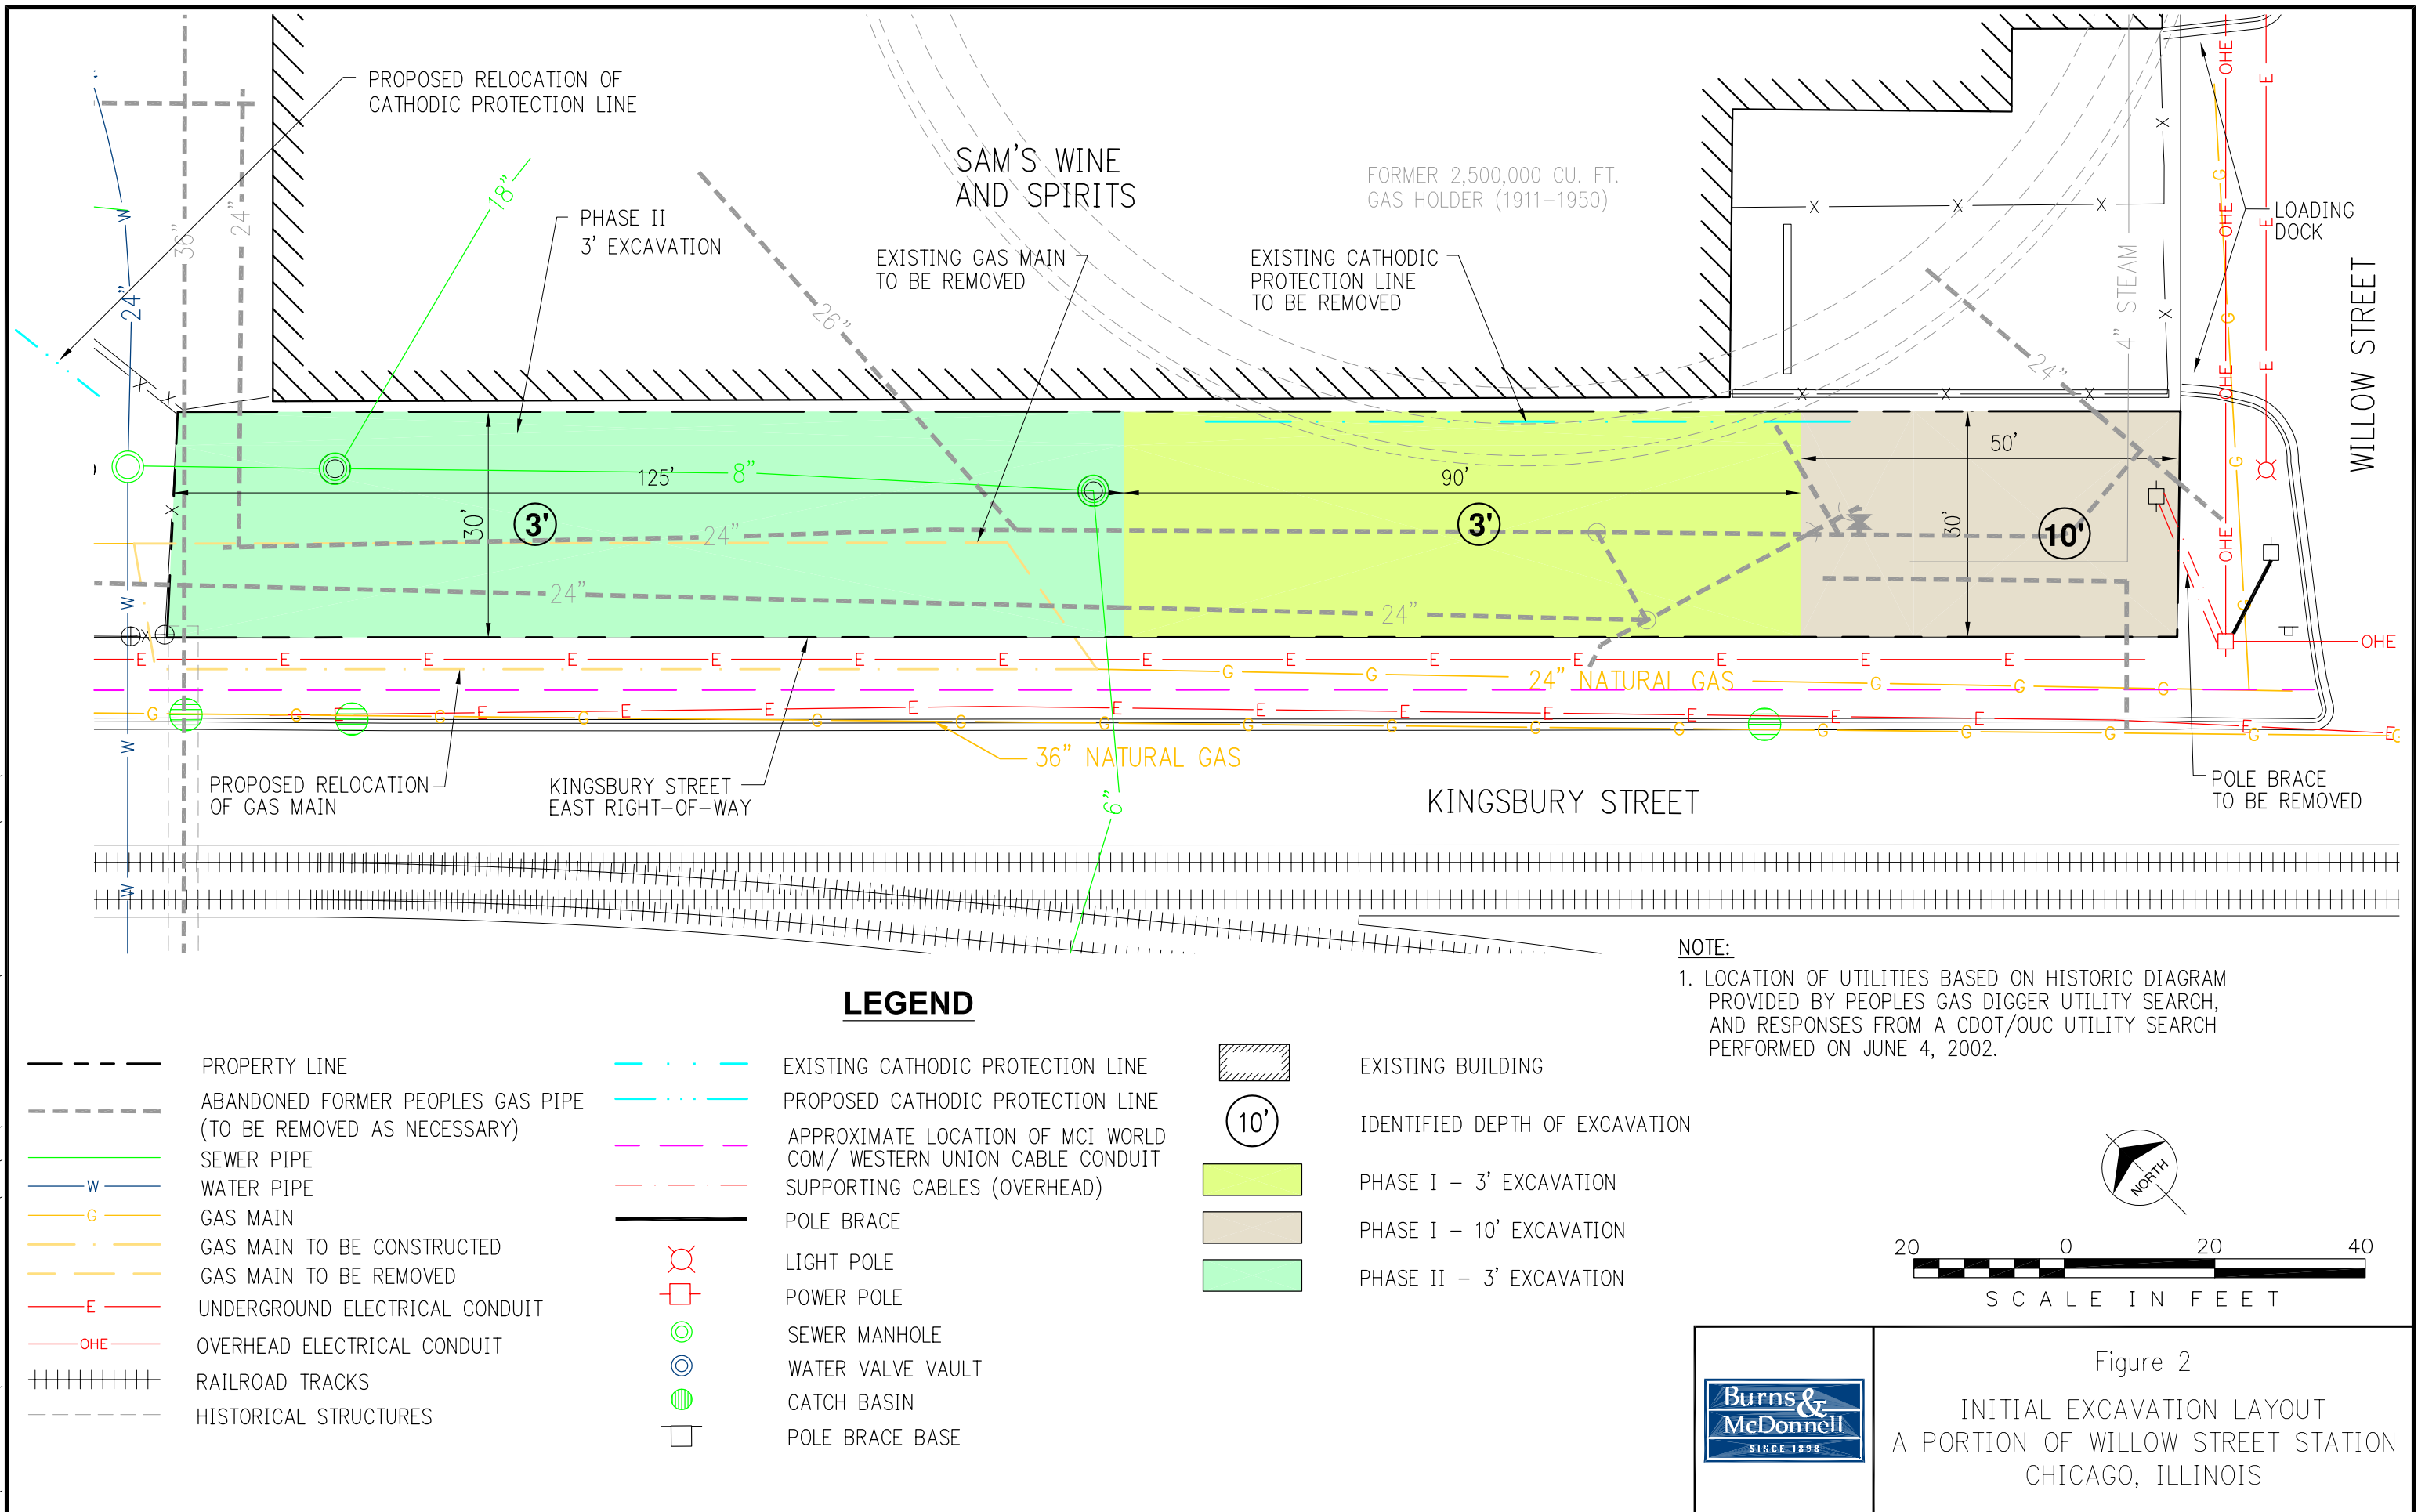 PROPOSED RELOCATION OF
CATHODIC PROTECTION LINE
36"
24"
24"
W
18"
PHASE II
3' EXCAVATION
SAM'S WINE
AND SPIRITS
26"
EXISTING GAS MAIN
TO BE REMOVED
FORMER 2,500,000 CU. FT.
GAS HOLDER (1911-1950)
EXISTING CATHODIC
PROTECTION LINE
TO BE REMOVED
X X X
X
X
4" STEAM
24"
OHE
OHE
OHE
OHE
E
E
E
G
G
G
G
G
LOADING
DOCK
WILLOW STREET
X X X
X
X
X
125'
8"
30'
3'
24"
24"
90'
3'
24"
50'
30'
10'
OHE
W
X
E E E E E E E E E E E E E E
G G 24" NATURAL GAS G G G
G G G G G G G G G G G G G G G G
E E E E E E E E E E E E E E E
36" NATURAL GAS
W
W
PROPOSED RELOCATION
OF GAS MAIN
KINGSBURY STREET
EAST RIGHT-OF-WAY
6"
KINGSBURY STREET
POLE BRACE
TO BE REMOVED
NOTE:
1. LOCATION OF UTILITIES BASED ON HISTORIC DIAGRAM
PROVIDED BY PEOPLES GAS DIGGER UTILITY SEARCH,
AND RESPONSES FROM A CDOT/OUC UTILITY SEARCH
PERFORMED ON JUNE 4, 2002.
LEGEND
PROPERTY LINE
ABANDONED FORMER PEOPLES GAS PIPE
(TO BE REMOVED AS NECESSARY)
SEWER PIPE
W WATER PIPE
G GAS MAIN
GAS MAIN TO BE CONSTRUCTED
GAS MAIN TO BE REMOVED
E UNDERGROUND ELECTRICAL CONDUIT
OHE OVERHEAD ELECTRICAL CONDUIT
RAILROAD TRACKS
HISTORICAL STRUCTURES
EXISTING CATHODIC PROTECTION LINE
PROPOSED CATHODIC PROTECTION LINE
APPROXIMATE LOCATION OF MCI WORLD
COM/ WESTERN UNION CABLE CONDUIT
SUPPORTING CABLES (OVERHEAD)
POLE BRACE
LIGHT POLE
POWER POLE
SEWER MANHOLE
WATER VALVE VAULT
CATCH BASIN
POLE BRACE BASE
EXISTING BUILDING
10' IDENTIFIED DEPTH OF EXCAVATION
PHASE I - 3' EXCAVATION
PHASE I - 10' EXCAVATION
PHASE II - 3' EXCAVATION
NORTH
20 0 20 40
SCALE IN FEET
Burns &
McDonnell
SINCE 1898
Figure 2
INITIAL EXCAVATION LAYOUT
A PORTION OF WILLOW STREET STATION
CHICAGO, ILLINOIS